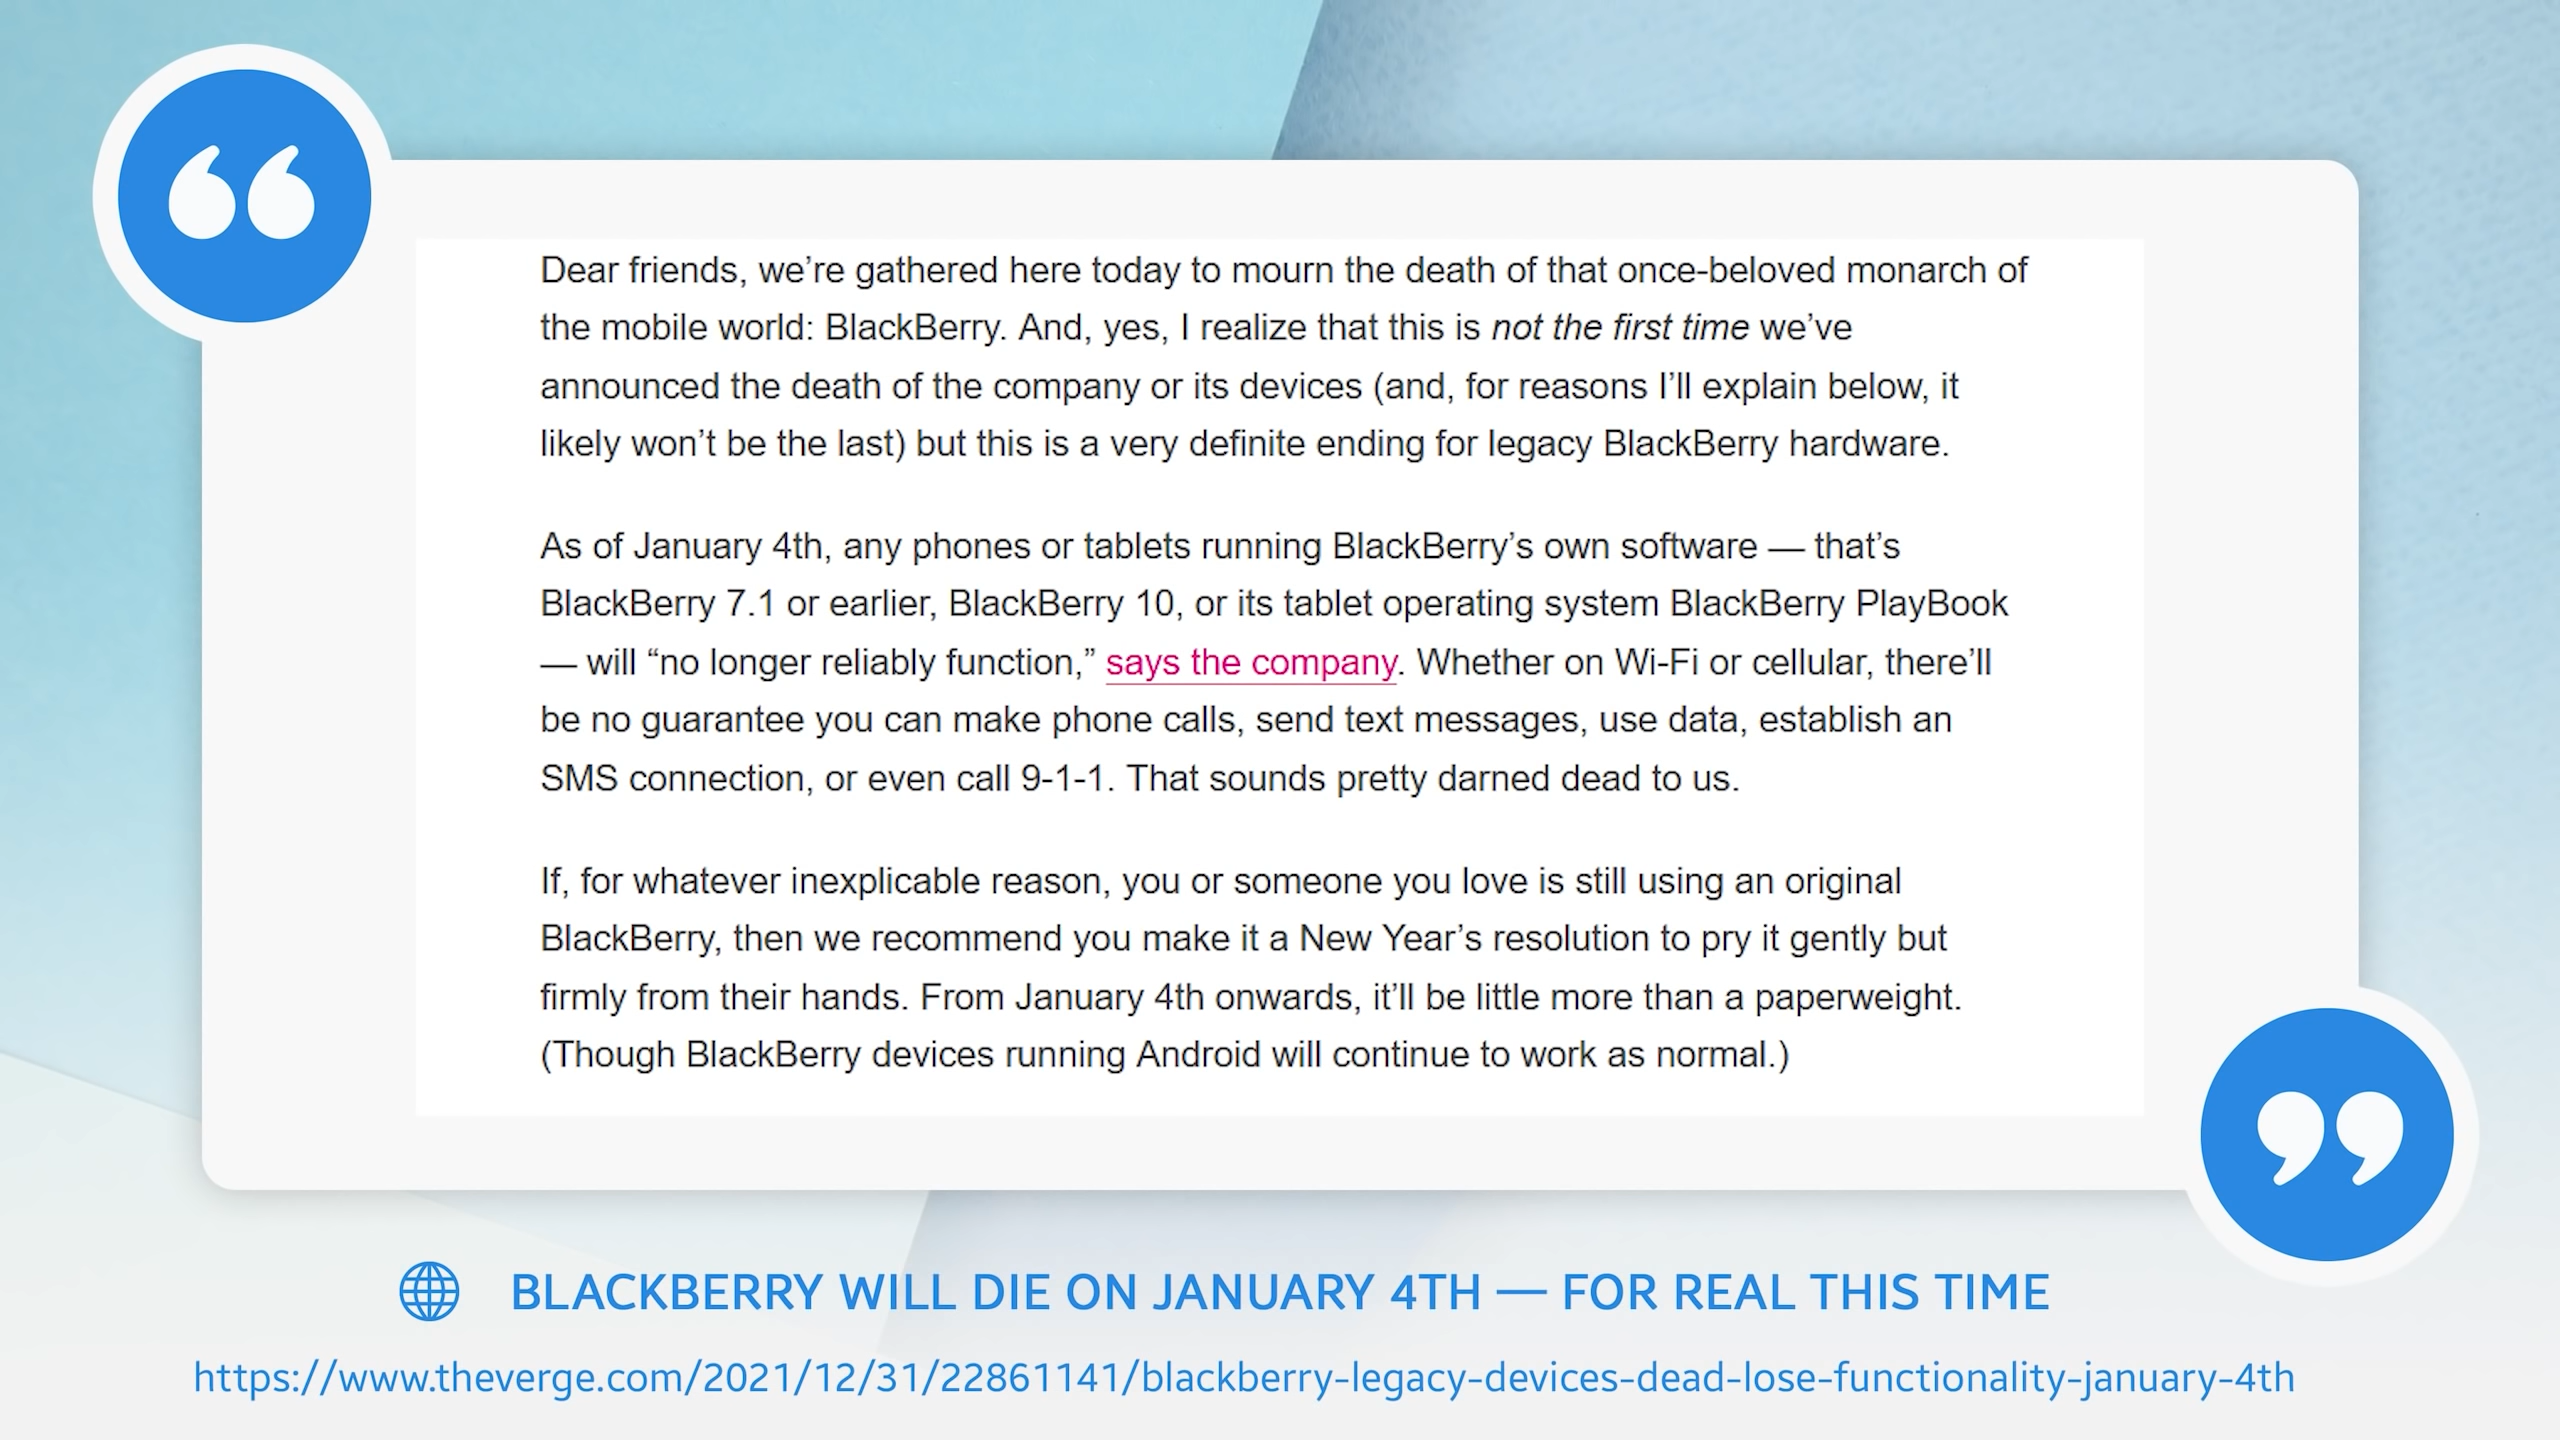 Dear friends, we’re gathered here today to mourn the death of that once-beloved monarch of
the mobile world: BlackBerry. And, yes, I realize that this is not the first time we’ve
announced the death of the company or its devices (and, for reasons I’ll explain below, it
likely won’t be the last) but this is a very definite ending for legacy BlackBerry hardware.
As of January 4th, any phones or tablets running BlackBerry’s own software — that’s
BlackBerry 7.1 or earlier, BlackBerry 10, or its tablet operating system BlackBerry PlayBook
— will “no longer reliably function,” says the company. Whether on Wi-Fi or cellular, there’ll
be no guarantee you can make phone calls, send text messages, use data, establish an
SMS connection, or even call 9-1-1. That sounds pretty darned dead to us.
If, for whatever inexplicable reason, you or someone you love is still using an original
BlackBerry, then we recommend you make it a New Year’s resolution to pry it gently but
firmly from their hands. From January 4th onwards, it’ll be little more than a paperweight.
(Though BlackBerry devices running Android will continue to work as normal.)
BLACKBERRY WILL DIE ON JANUARY 4TH — FOR REAL THIS TIME
https://www.theverge.com/2021/12/31/22861141/blackberry-legacy-devices-dead-lose-functionality-january-4th